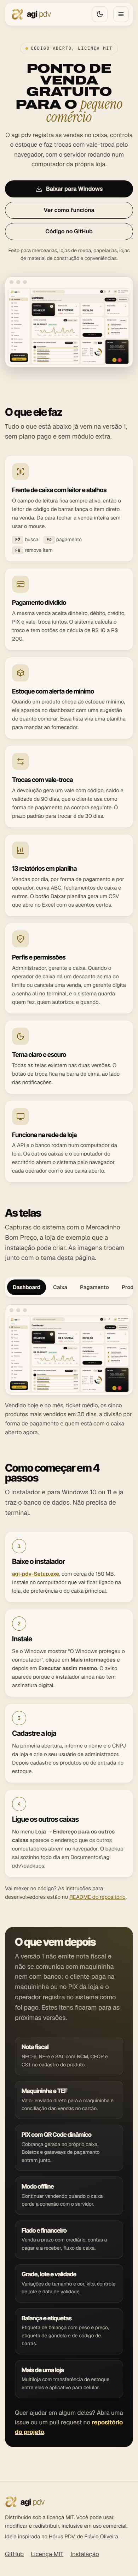 agi pdv
CÓDIGO ABERTO, LICENÇA MIT
PONTO DE
VENDA
GRATUITO
PARA O pequeno
comércio
O agi pdv registra as vendas no caixa, controla
o estoque e faz trocas. Você usa pelo
navegador, com o servidor rodando num
computador da própria loja.
Baixar para Windows
Ver como funciona
Código no GitHub
Feito para mercearias, lojas de roupa, papelarias, lojas
de material de construção e conveniências.
O que ele faz
Tudo o que está abaixo já vem na versão 1,
sem plano pago e sem módulo extra.
Frente de caixa com leitor e atalhos
O campo de leitura fica sempre ativo, então o
leitor de código de barras lança o item direto
na venda. Dá para fechar a venda inteira sem
usar o mouse.
F2 busca F4 pagamento
F8 remove item
Pagamento dividido
A mesma venda aceita dinheiro, débito, crédito,
PIX e vale-troca juntos. O sistema calcula o
troco e tem botões de cédula de R$ 10 a R$
200.
Estoque com alerta de mínimo
Quando um produto chega ao estoque mínimo,
ele aparece no dashboard com uma sugestão
de quanto comprar. Essa lista vira uma planilha
para mandar ao fornecedor.
Trocas com vale-troca
A devolução gera um vale com código, saldo e
validade de 90 dias, que o cliente usa como
forma de pagamento na compra seguinte. O
prazo padrão para trocar é de 30 dias.
13 relatórios em planilha
Vendas por dia, por forma de pagamento e por
operador, curva ABC, fechamento de caixa e
outros. O botão Baixar planilha gera um CSV
que abre no Excel com os acentos certos.
Perfis e permissões
Administrador, gerente e caixa. Quando o
operador precisa dar um desconto acima do
limite ou cancelar uma venda, um gerente digita
a senha ali no terminal, e o sistema guarda
quem fez, quem autorizou e quando.
Tema claro e escuro
Todas as telas existem nas duas versões. O
botão de troca fica na barra de cima, ao lado
das notificações.
Funciona na rede da loja
A API e o banco rodam num computador da
loja. Os outros caixas e o computador do
escritório abrem o sistema pelo navegador,
cada operador com o seu caixa aberto.
As telas
Capturas do sistema com o Mercadinho
Bom Preço, a loja de exemplo que a
instalação pode criar. As imagens trocam
junto com o tema desta página.
Dashboard Caixa Pagamento Prod
Vendido hoje e no mês, ticket médio, os cinco
produtos mais vendidos em 30 dias, a divisão por
forma de pagamento e quem está com o caixa
aberto agora.
Como começar em 4
passos
O instalador é para Windows 10 ou 11 e já
traz o banco de dados. Não precisa de
terminal.
1
Baixe o instalador
agi-pdv-Setup.exe, com cerca de 150 MB.
Instale no computador que vai ficar ligado na
loja, de preferência o do caixa principal.
2
Instale
Se o Windows mostrar "O Windows protegeu o
computador", clique em Mais informações e
depois em Executar assim mesmo. O aviso
aparece porque o instalador ainda não tem
assinatura digital.
3
Cadastre a loja
Na primeira abertura, informe o nome e o CNPJ
da loja e crie o seu usuário de administrador.
Depois cadastre os produtos ou dê entrada no
estoque.
4
Ligue os outros caixas
No menu Loja → Endereço para os outros
caixas aparece o endereço que os outros
computadores abrem no navegador. O backup
sai sozinho todo dia em Documentos\agi
pdv\backups.
Vai mexer no código? As instruções para
desenvolvedores estão no README do repositório.
O que vem depois
A versão 1 não emite nota fiscal e
não se comunica com maquininha
nem com banco: o cliente paga na
maquininha ou no PIX da loja e o
operador registra no sistema como
foi pago. Estes itens ficaram para as
próximas versões.
Nota fiscal
NFC-e, NF-e e SAT, com NCM, CFOP e
CST no cadastro do produto.
Maquininha e TEF
Valor enviado direto para a maquininha e
conciliação das vendas no cartão.
PIX com QR Code dinâmico
Cobrança gerada no próprio caixa.
Boletos e gateways de pagamento
entram junto.
Modo offline
Continuar vendendo quando o caixa
perde a conexão com o servidor.
Fiado e financeiro
Venda a prazo com crediário, contas a
pagar e a receber, fluxo de caixa.
Grade, lote e validade
Variações de tamanho e cor, kits, controle
de lote e data de validade.
Balança e etiquetas
Etiqueta de balança com peso e preço,
etiqueta de gôndola e de código de
barras.
Mais de uma loja
Multiloja com transferência de estoque
entre elas e aplicativo para celular.
Quer ajudar em algum deles? Abra uma
issue ou um pull request no repositório
do projeto.
agi pdv
Distribuído sob a licença MIT. Você pode usar,
modificar e redistribuir, inclusive em uso comercial.
Ideia inspirada no Hórus PDV, de Flávio Oliveira.
GitHub Licença MIT Instalação